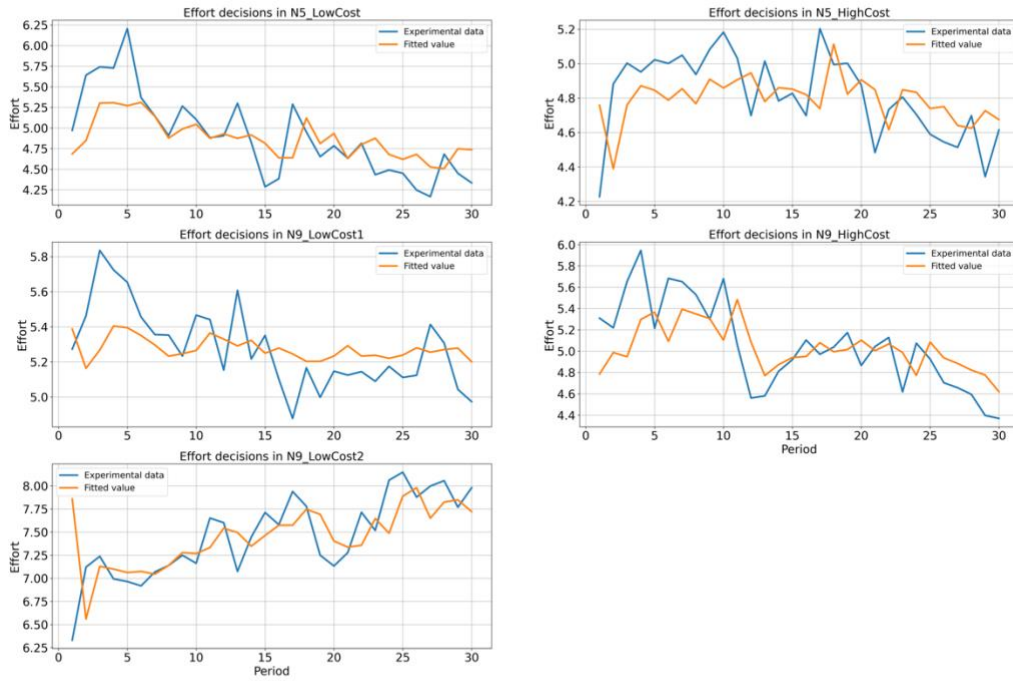 Effort decisions in N5_LowCost
Experimental data
Fitted value
Effort
6.25
6.00
5.75
5.50
5.25
5.00
4.75
4.50
4.25
0 5 10 15 20 25 30
Effort decisions in N5_HighCost
Experimental data
Fitted value
Effort
5.2
5.0
4.8
4.6
4.4
4.2
0 5 10 15 20 25 30
Effort decisions in N9_LowCost1
Experimental data
Fitted value
Effort
5.8
5.6
5.4
5.2
5.0
0 5 10 15 20 25 30
Effort decisions in N9_HighCost
Experimental data
Fitted value
Effort
6.0
5.8
5.6
5.4
5.2
5.0
4.8
4.6
4.4
0 5 10 15 20 25 30
Period
Effort decisions in N9_LowCost2
Experimental data
Fitted value
Effort
8.00
7.75
7.50
7.25
7.00
6.75
6.50
6.25
0 5 10 15 20 25 30
Period